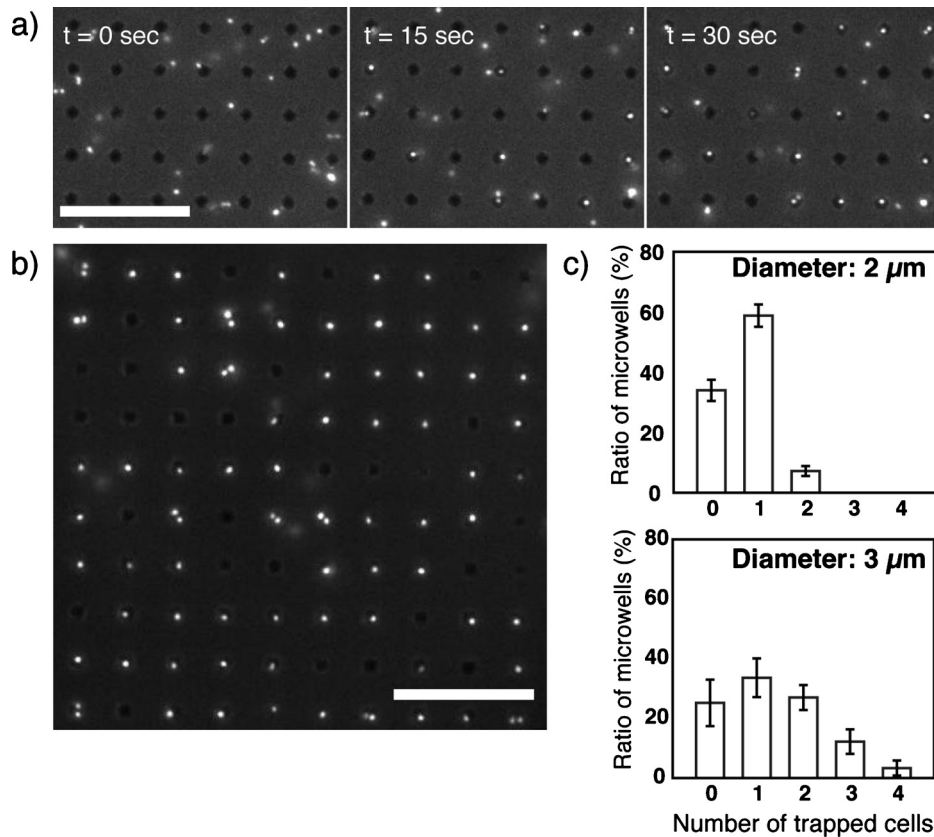 a)
t = 0 sec
t = 15 sec
t = 30 sec
b)
c)
Diameter: 2 µm
Ratio of microwells (%)
80
60
40
20
0
0 1 2 3 4
Diameter: 3 µm
Ratio of microwells (%)
80
60
40
20
0
0 1 2 3 4
Number of trapped cells